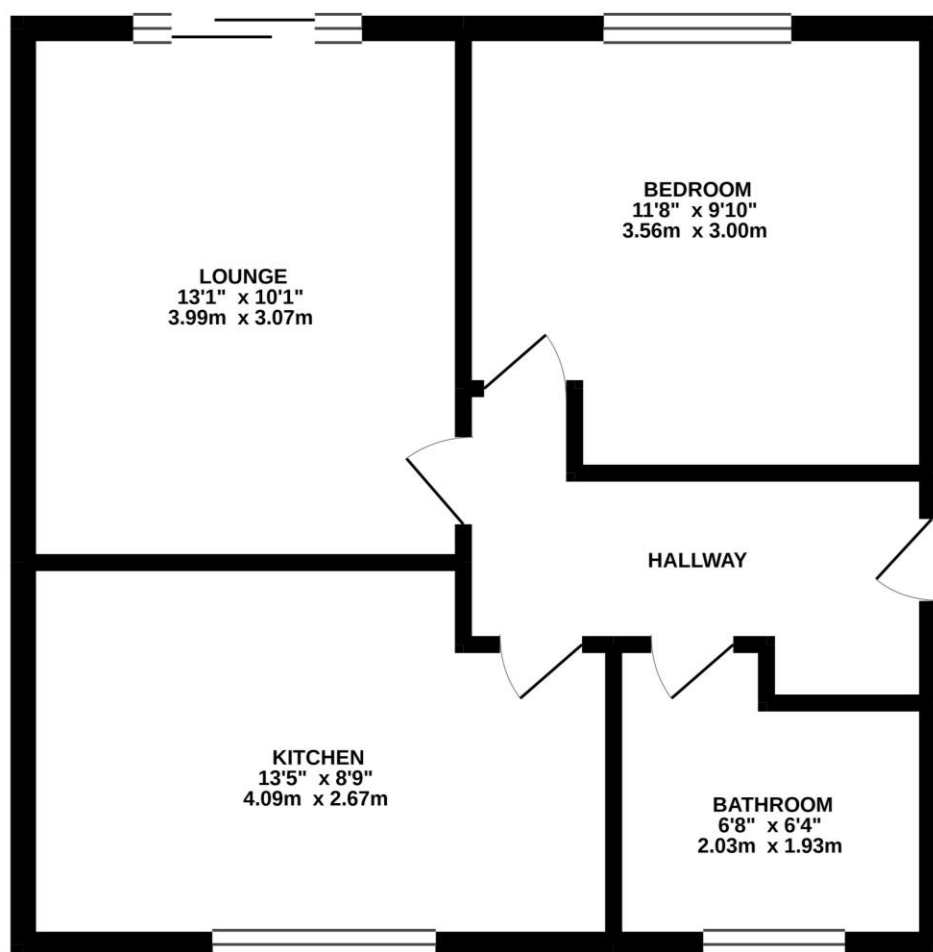 BEDROOM
11'8" x 9'10"
3.56m x 3.00m
LOUNGE
13'1" x 10'1"
3.99m x 3.07m
HALLWAY
KITCHEN
13'5" x 8'9"
4.09m x 2.67m
BATHROOM
6'8" x 6'4"
2.03m x 1.93m